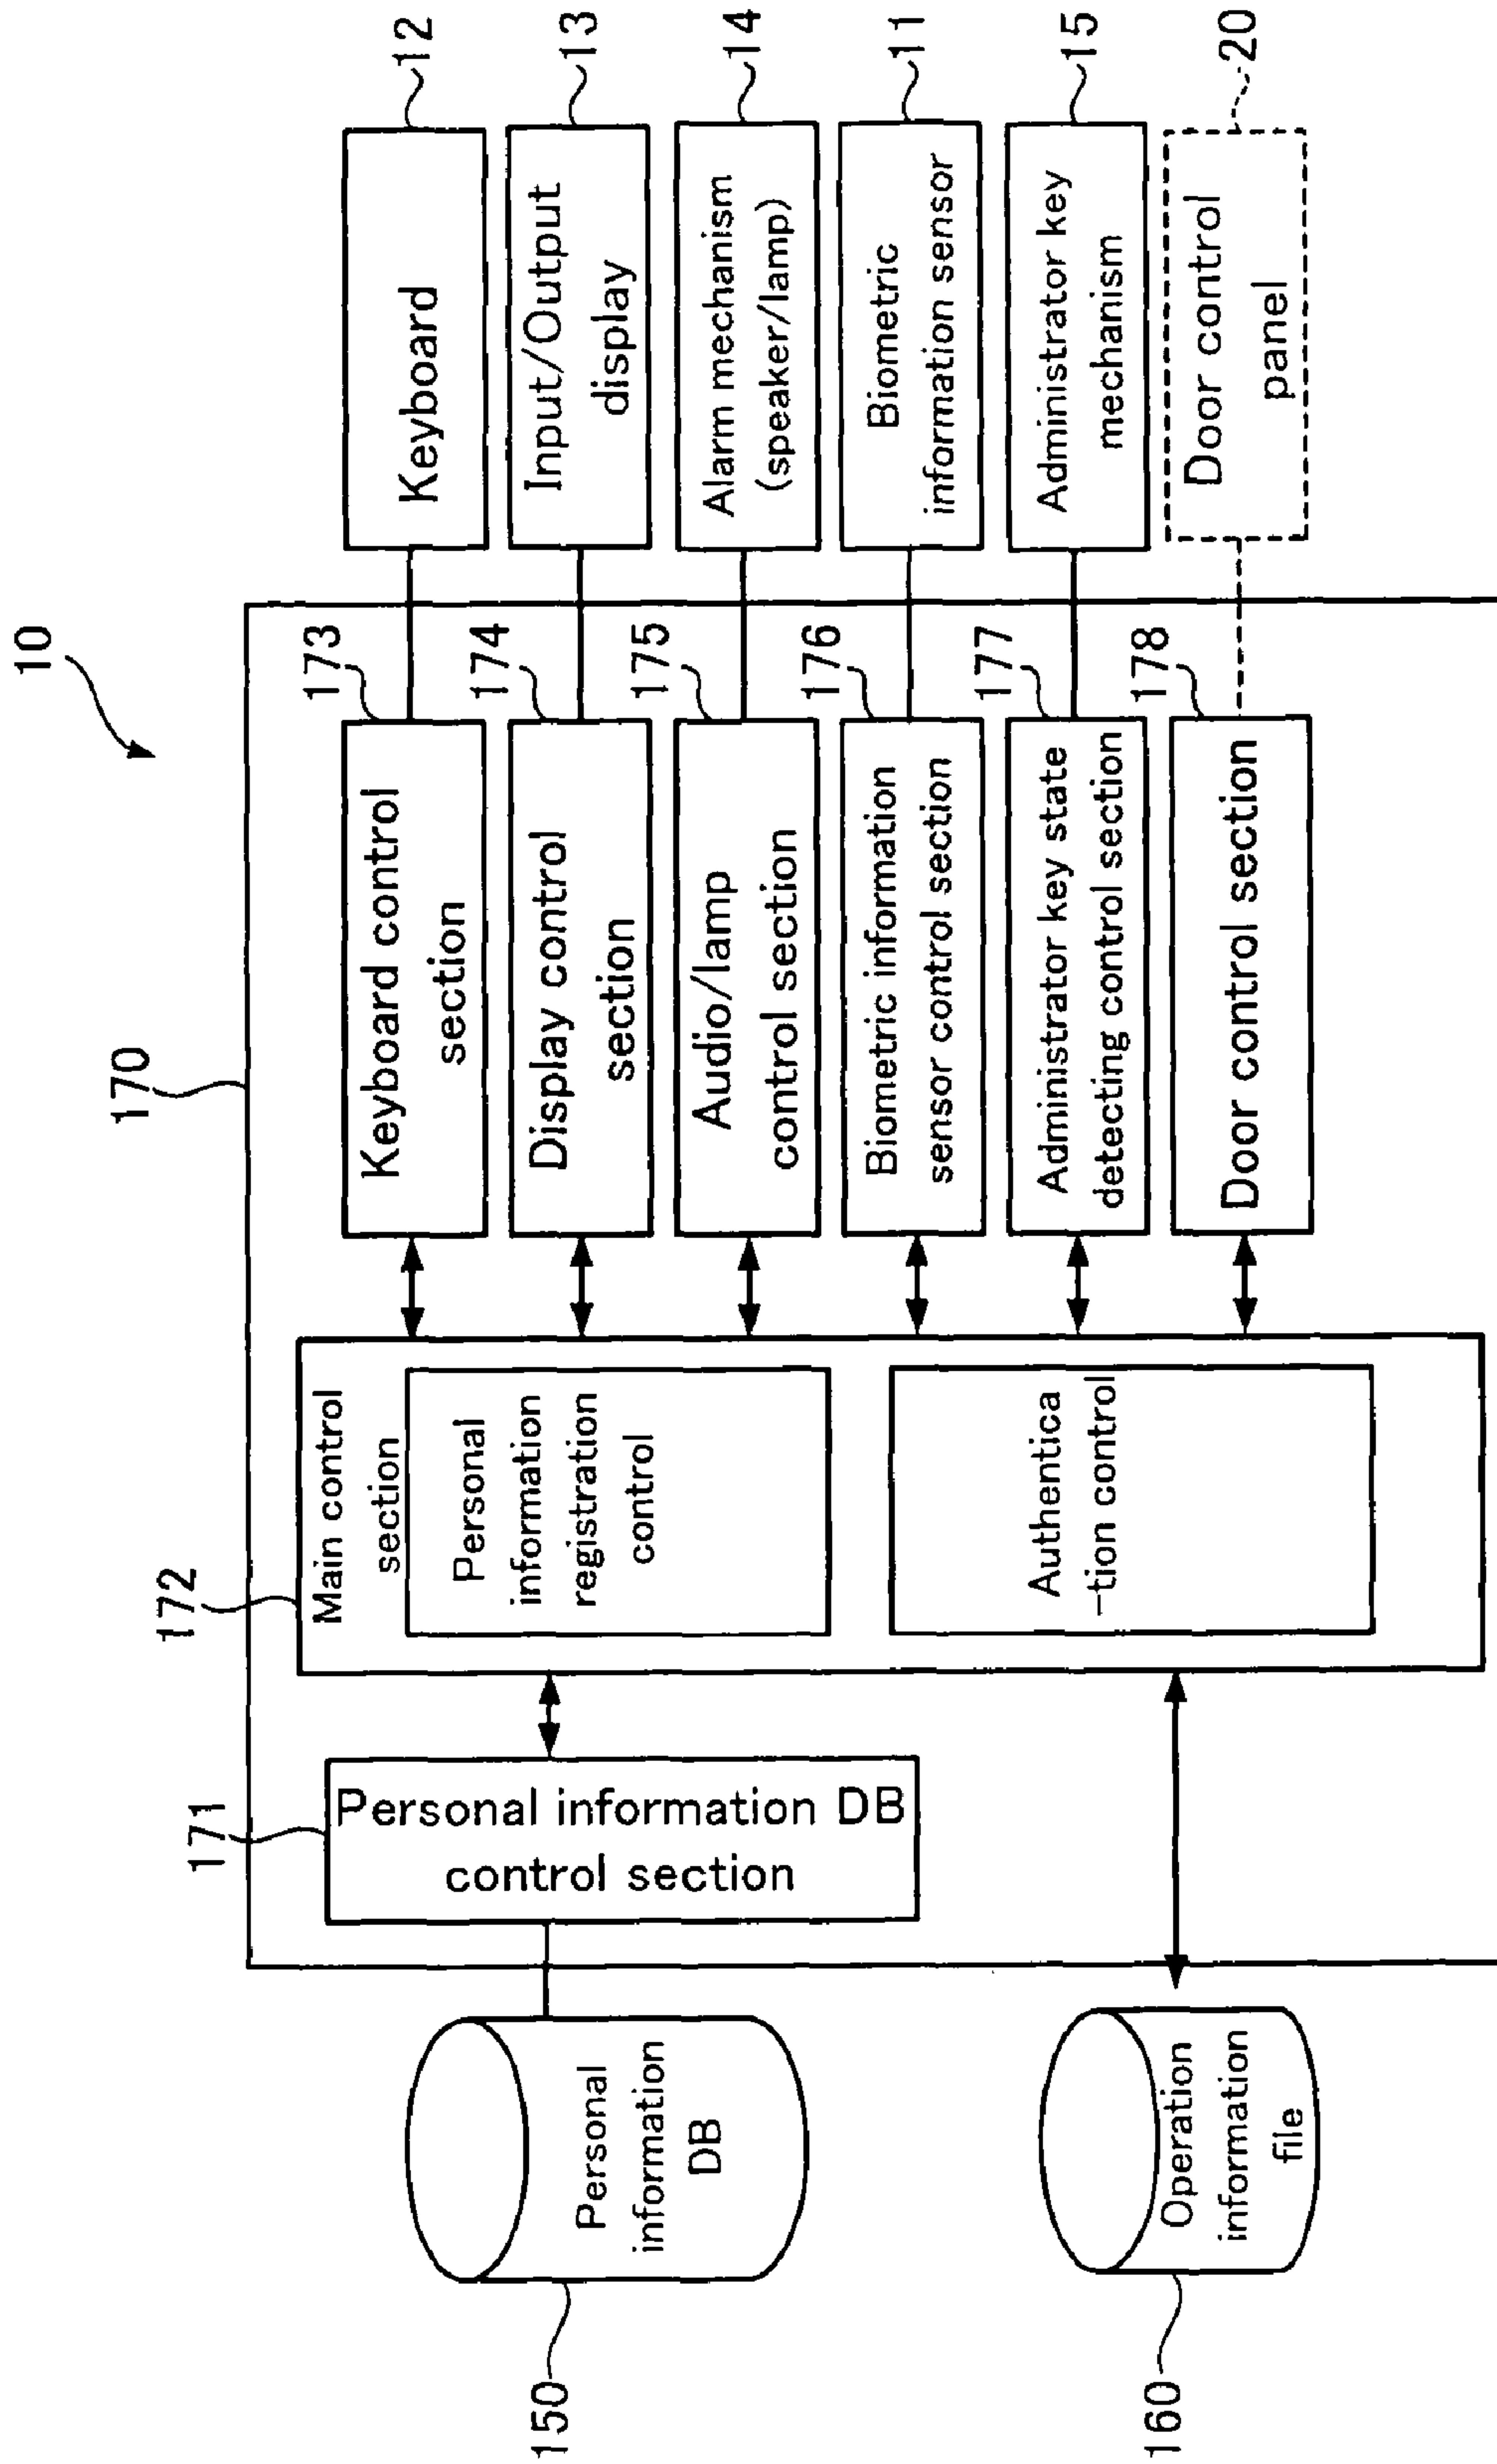 10
170
172
171
150
Personal
information
DB
160
Operation
information
file
Personal information DB
control section
Main control
section
Personal
information
registration
control
Authentica
-tion control
173
Keyboard control
section
174
Display control
section
175
Audio/lamp
control section
176
Biometric information
sensor control section
177
Administrator key state
detecting control section
178
Door control section
Keyboard
12
Input/Output
display
13
Alarm mechanism
(speaker/lamp)
14
Biometric
information sensor
11
Administrator key
mechanism
15
Door control
panel
20